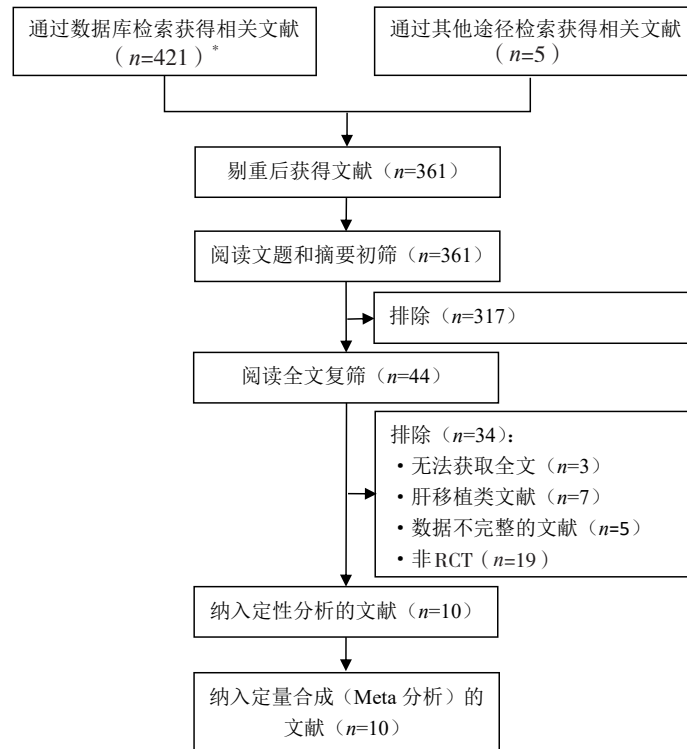 通过数据库检索获得相关文献
（n=421）*
通过其他途径检索获得相关文献
（n=5）
剔重后获得文献（n=361）
阅读文题和摘要初筛（n=361）
排除（n=317）
阅读全文复筛（n=44）
排除（n=34）：
·无法获取全文（n=3）
·肝移植类文献（n=7）
·数据不完整的文献（n=5）
·非RCT（n=19）
纳入定性分析的文献（n=10）
纳入定量合成（Meta 分析）的
文献（n=10）